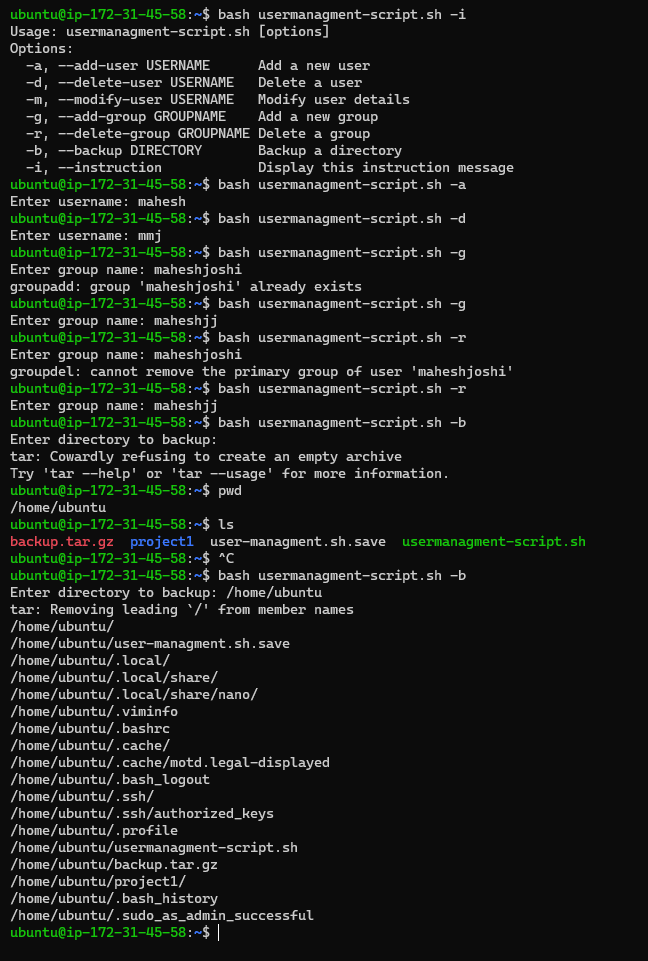 ubuntu@ip-172-31-45-58:~$ bash usermanagment-script.sh -i
Usage: usermanagment-script.sh [options]
Options:
  -a, --add-user USERNAME      Add a new user
  -d, --delete-user USERNAME   Delete a user
  -m, --modify-user USERNAME   Modify user details
  -g, --add-group GROUPNAME    Add a new group
  -r, --delete-group GROUPNAME Delete a group
  -b, --backup DIRECTORY       Backup a directory
  -i, --instruction            Display this instruction message
ubuntu@ip-172-31-45-58:~$ bash usermanagment-script.sh -a
Enter username: mahesh
ubuntu@ip-172-31-45-58:~$ bash usermanagment-script.sh -d
Enter username: mmj
ubuntu@ip-172-31-45-58:~$ bash usermanagment-script.sh -g
Enter group name: maheshjoshi
groupadd: group 'maheshjoshi' already exists
ubuntu@ip-172-31-45-58:~$ bash usermanagment-script.sh -g
Enter group name: maheshjj
ubuntu@ip-172-31-45-58:~$ bash usermanagment-script.sh -r
Enter group name: maheshjoshi
groupdel: cannot remove the primary group of user 'maheshjoshi'
ubuntu@ip-172-31-45-58:~$ bash usermanagment-script.sh -r
Enter group name: maheshjj
ubuntu@ip-172-31-45-58:~$ bash usermanagment-script.sh -b
Enter directory to backup:
tar: Cowardly refusing to create an empty archive
Try 'tar --help' or 'tar --usage' for more information.
ubuntu@ip-172-31-45-58:~$ pwd
/home/ubuntu
ubuntu@ip-172-31-45-58:~$ ls
backup.tar.gz  project1  user-managment.sh.save  usermanagment-script.sh
ubuntu@ip-172-31-45-58:~$ ^C
ubuntu@ip-172-31-45-58:~$ bash usermanagment-script.sh -b
Enter directory to backup: /home/ubuntu
tar: Removing leading `/' from member names
/home/ubuntu/
/home/ubuntu/user-managment.sh.save
/home/ubuntu/.local/
/home/ubuntu/.local/share/
/home/ubuntu/.local/share/nano/
/home/ubuntu/.viminfo
/home/ubuntu/.bashrc
/home/ubuntu/.cache/
/home/ubuntu/.cache/motd.legal-displayed
/home/ubuntu/.bash_logout
/home/ubuntu/.ssh/
/home/ubuntu/.ssh/authorized_keys
/home/ubuntu/.profile
/home/ubuntu/usermanagment-script.sh
/home/ubuntu/backup.tar.gz
/home/ubuntu/project1/
/home/ubuntu/.bash_history
/home/ubuntu/.sudo_as_admin_successful
ubuntu@ip-172-31-45-58:~$